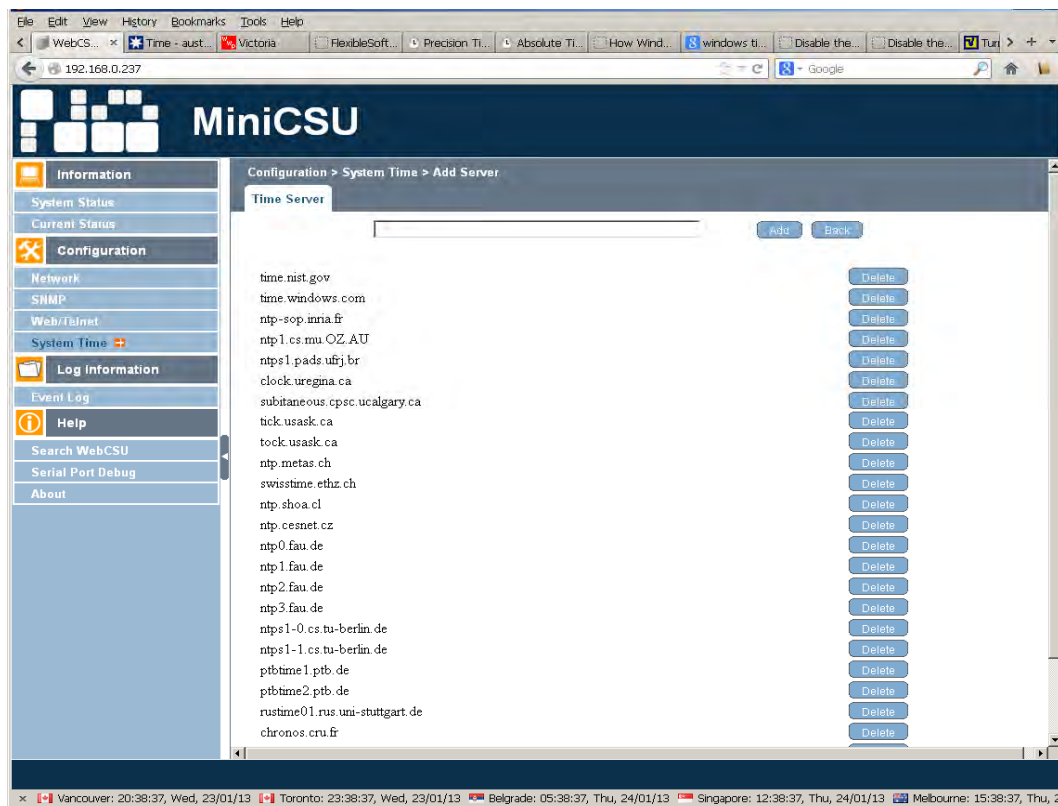 File Edit View History Bookmarks Tools Help
WebCS... × Time - aust... Victoria FlexibleSoft... Precision Ti... Absolute Ti... How Wind... windows ti... Disable the... Disable the... Turi
192.168.0.237 Google
MiniCSU
Information
System Status
Current Status
Configuration
Network
SNMP
Web/Telnet
System Time
Log Information
Event Log
Help
Search WebCSU
Serial Port Debug
About
Configuration > System Time > Add Server
Time Server
Add Back
time.nist.gov Delete
time.windows.com Delete
ntp-sop.inria.fr Delete
ntp1.cs.mu.OZ.AU Delete
ntps1.pads.ufrj.br Delete
clock.uregina.ca Delete
subitaneous.cpsc.ucalgary.ca Delete
tick.usask.ca Delete
tock.usask.ca Delete
ntp.metas.ch Delete
swisstime.ethz.ch Delete
ntp.shoa.cl Delete
ntp.cesnet.cz Delete
ntp0.fau.de Delete
ntp1.fau.de Delete
ntp2.fau.de Delete
ntp3.fau.de Delete
ntps1-0.cs.tu-berlin.de Delete
ntps1-1.cs.tu-berlin.de Delete
ptbtime1.ptb.de Delete
ptbtime2.ptb.de Delete
rustime01.rus.uni-stuttgart.de Delete
chronos.cru.fr Delete
× Vancouver: 20:38:37, Wed, 23/01/13 Toronto: 23:38:37, Wed, 23/01/13 Belgrade: 05:38:37, Thu, 24/01/13 Singapore: 12:38:37, Thu, 24/01/13 Melbourne: 15:38:37, Thu,